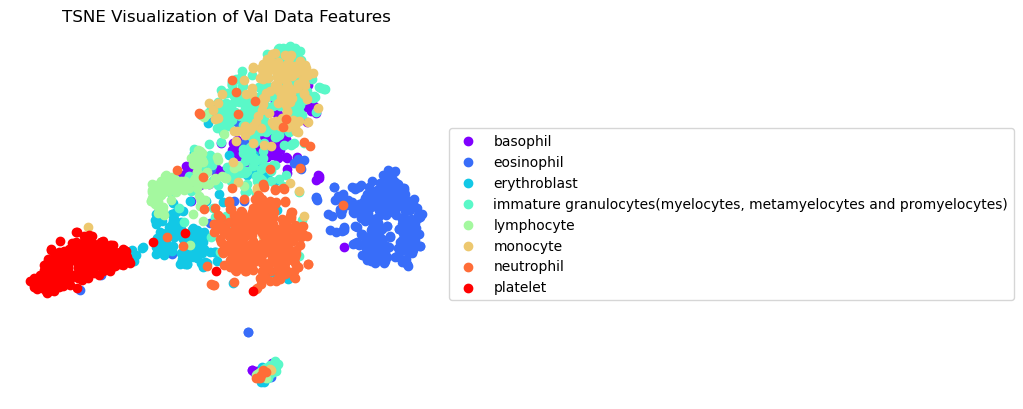 TSNE Visualization of Val Data Features
basophil
eosinophil
erythroblast
immature granulocytes(myelocytes, metamyelocytes and promyelocytes)
lymphocyte
monocyte
neutrophil
platelet